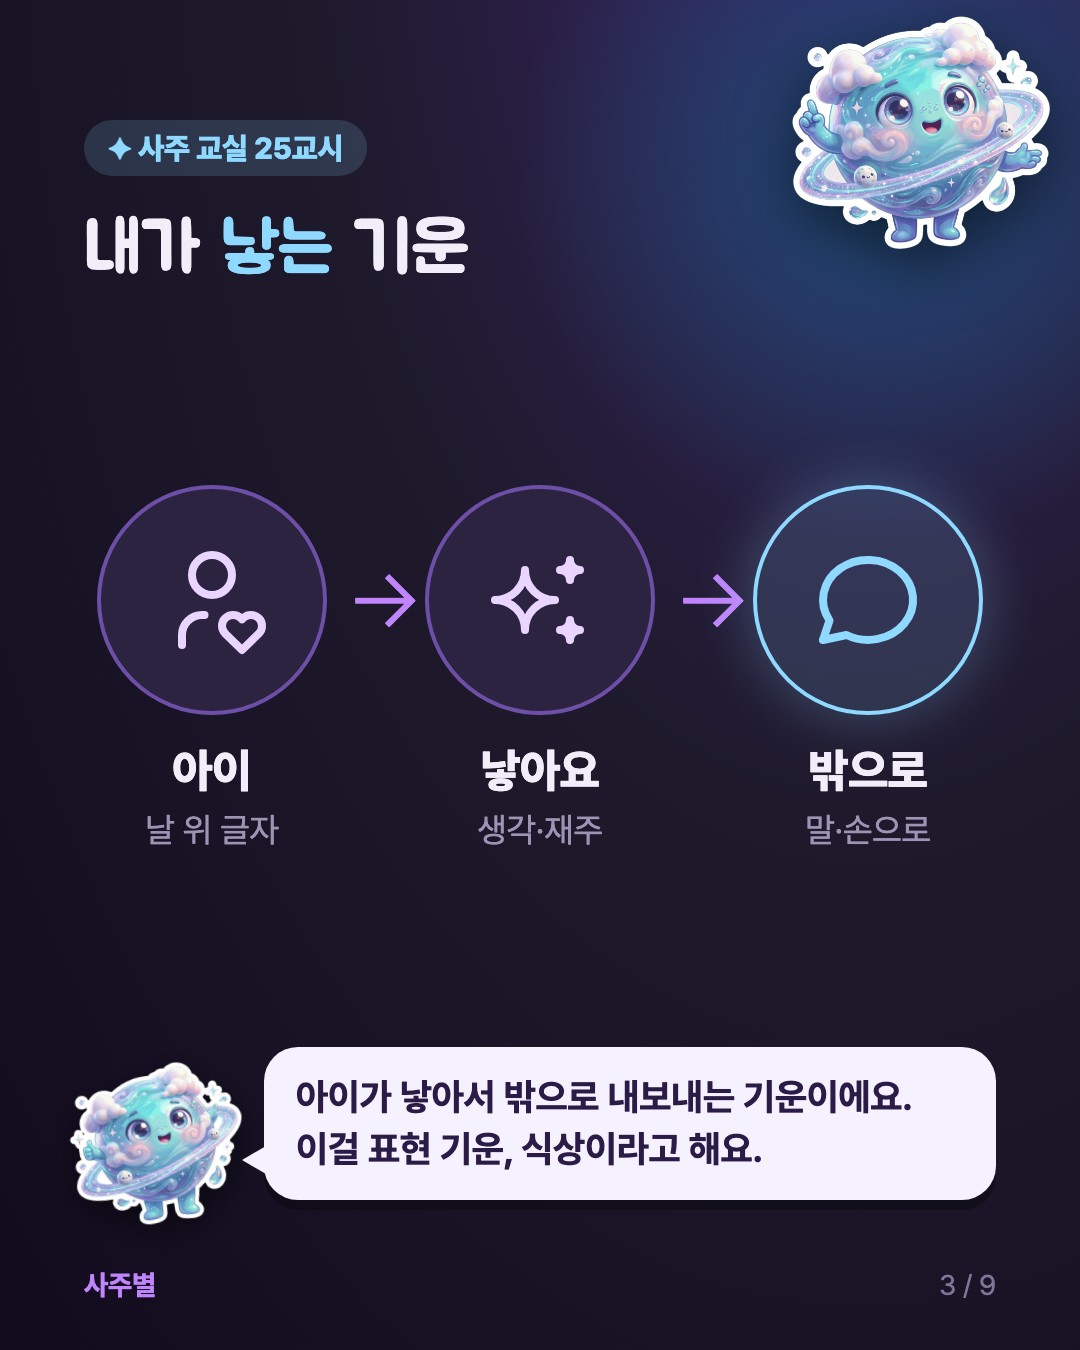 사주 교실 25교시
내가 낳는 기운
아이
날 위 글자
낳아요
생각·재주
밖으로
말·손으로
아이가 낳아서 밖으로 내보내는 기운이에요.
이걸 표현 기운, 식상이라고 해요.
사주별
3 / 9